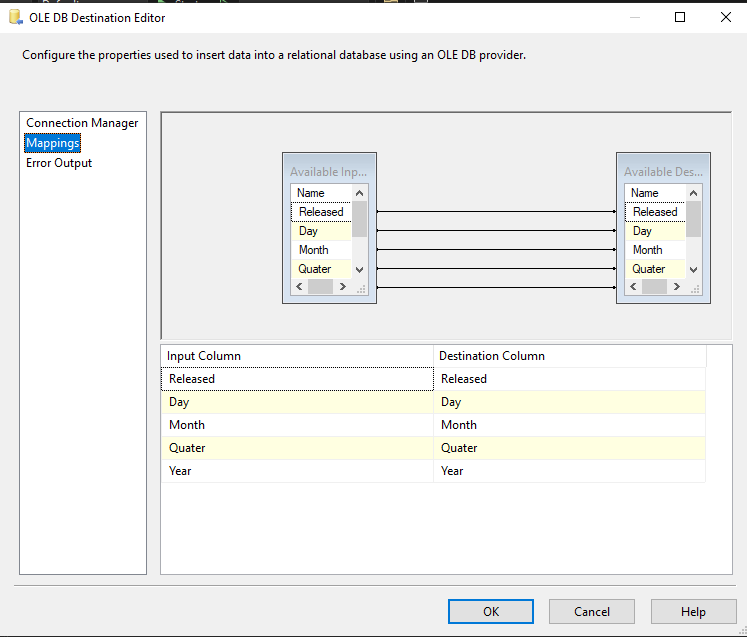 OLE DB Destination Editor
Configure the properties used to insert data into a relational database using an OLE DB provider.
Connection Manager
Mappings
Error Output
Available Inp...
Name
Released
Day
Month
Quater
Available Des...
Name
Released
Day
Month
Quater
Input Column Destination Column
Released Released
Day Day
Month Month
Quater Quater
Year Year
OK Cancel Help